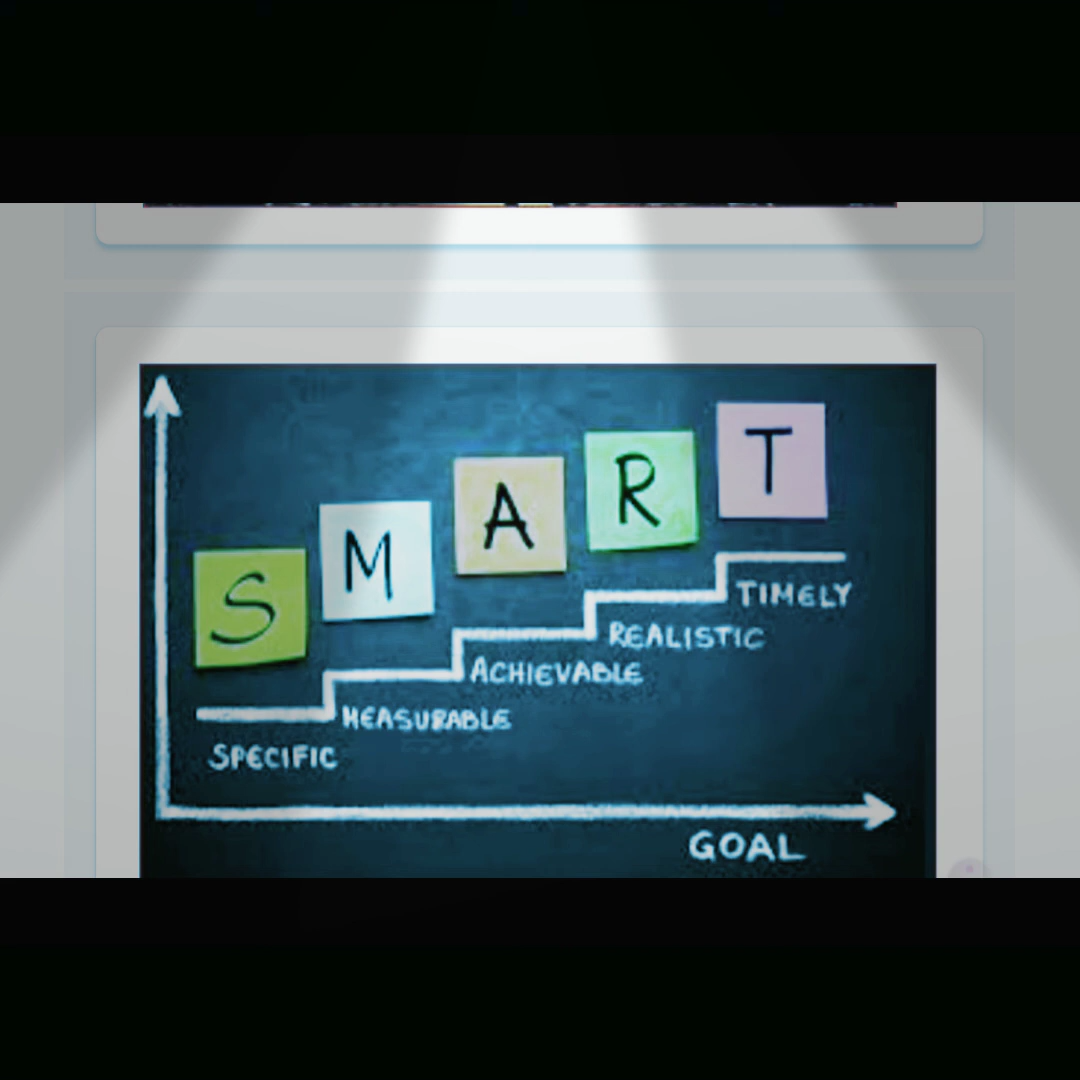 S M A R T
TIMELY
REALISTIC
ACHIEVABLE
MEASURABLE
SPECIFIC
GOAL